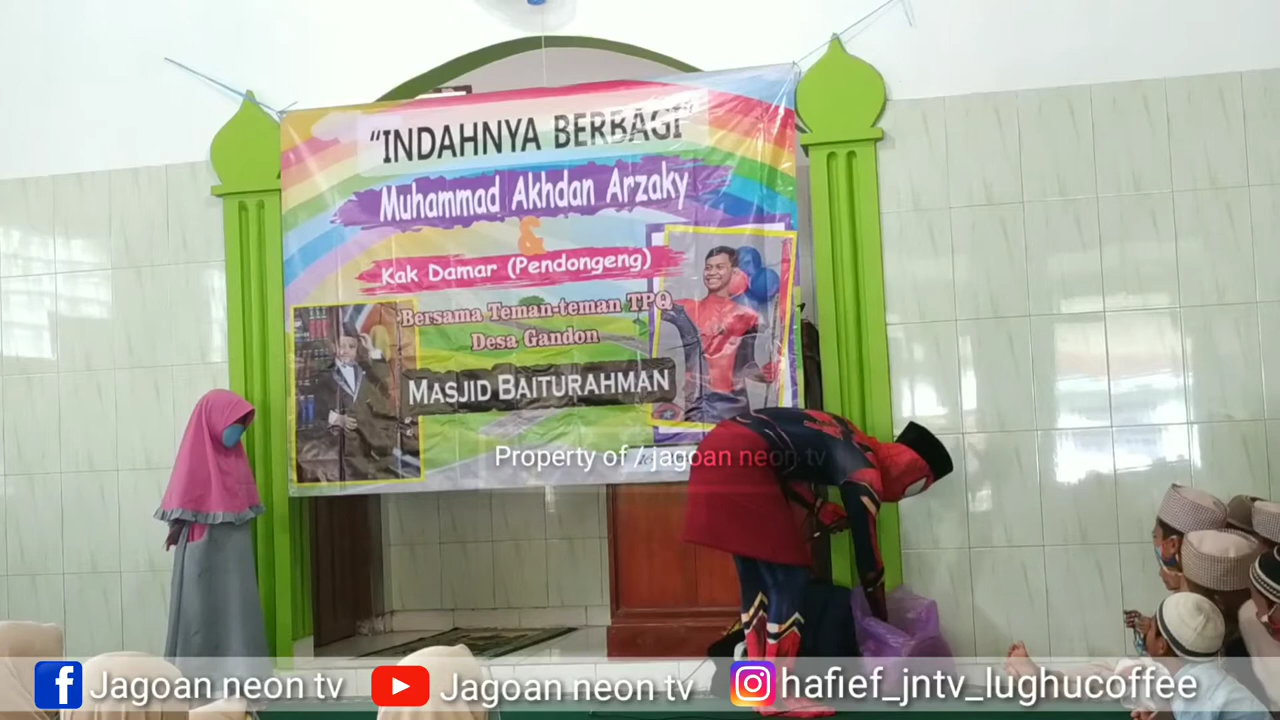 “INDAHNYA BERBAGI”
Muhammad Akhdan Arzaky
&
Kak Damar (Pendongeng)
Bersama Teman-teman TPQ
Desa Gandon
MASJID BAITURAHMAN
Property of / jagoan neon tv
Jagoan neon tv
Jagoan neon tv
hafief_jntv_lughucoffee